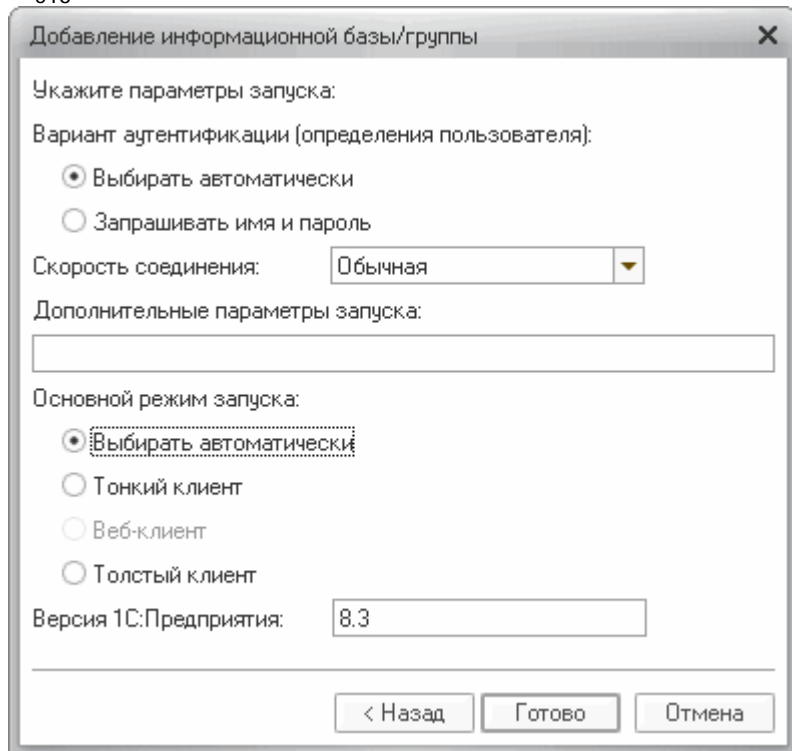 Добавление информационной базы/группы
Укажите параметры запуска:
Вариант аутентификации (определения пользователя):
Выбирать автоматически
Запрашивать имя и пароль
Скорость соединения: Обычная
Дополнительные параметры запуска:
Основной режим запуска:
Выбирать автоматически
Тонкий клиент
Веб-клиент
Толстый клиент
Версия 1С:Предприятия: 8.3
< Назад Готово Отмена